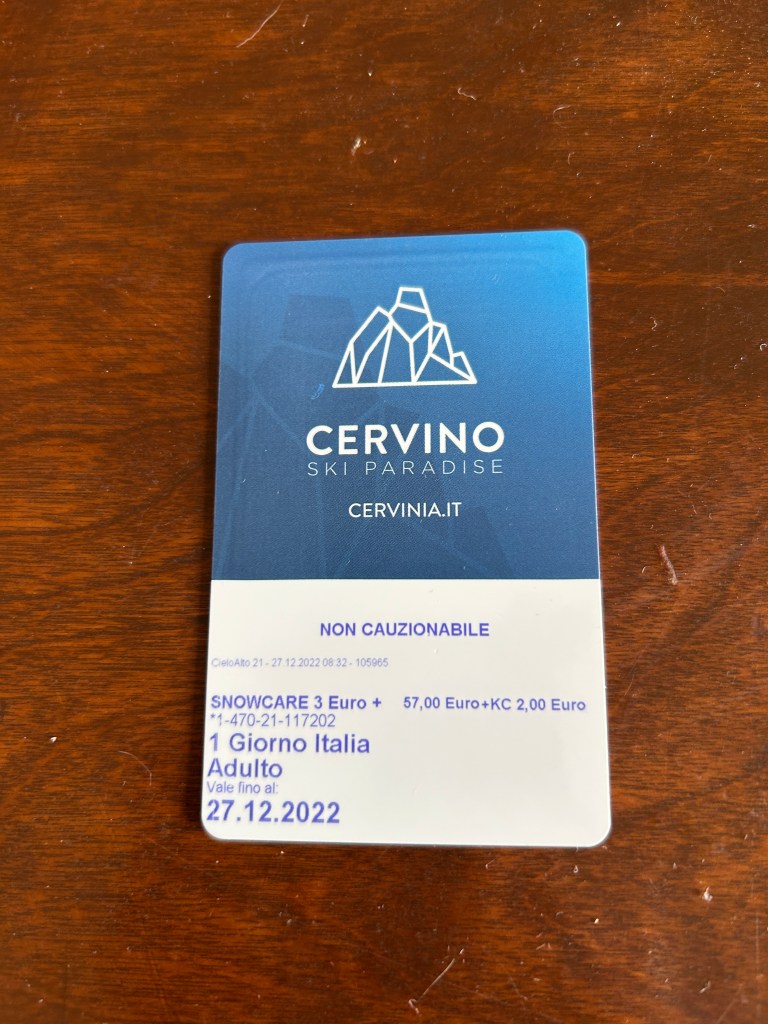 CERVINO
SKI PARADISE
CERVINIA.IT
NON CAUZIONABILE
CieloAlto 21 - 27.12.2022 08:32 - 105965
SNOWCARE 3 Euro + 57,00 Euro+KC 2,00 Euro
*1-470-21-117202
1 Giorno Italia
Adulto
Vale fino al:
27.12.2022